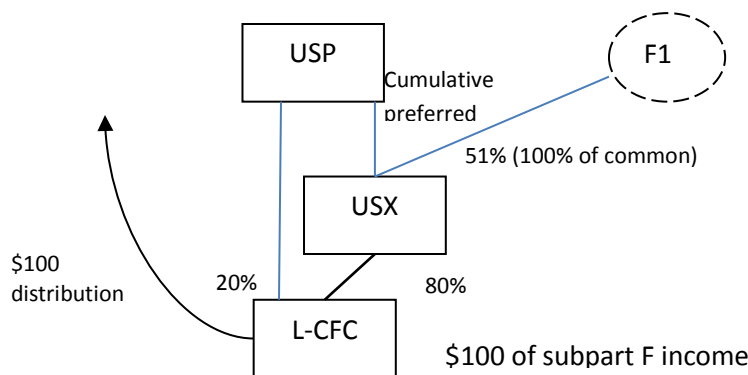 USP
F1
Cumulative
preferred
51% (100% of common)
USX
$100
distribution
20%
80%
L-CFC
$100 of subpart F income